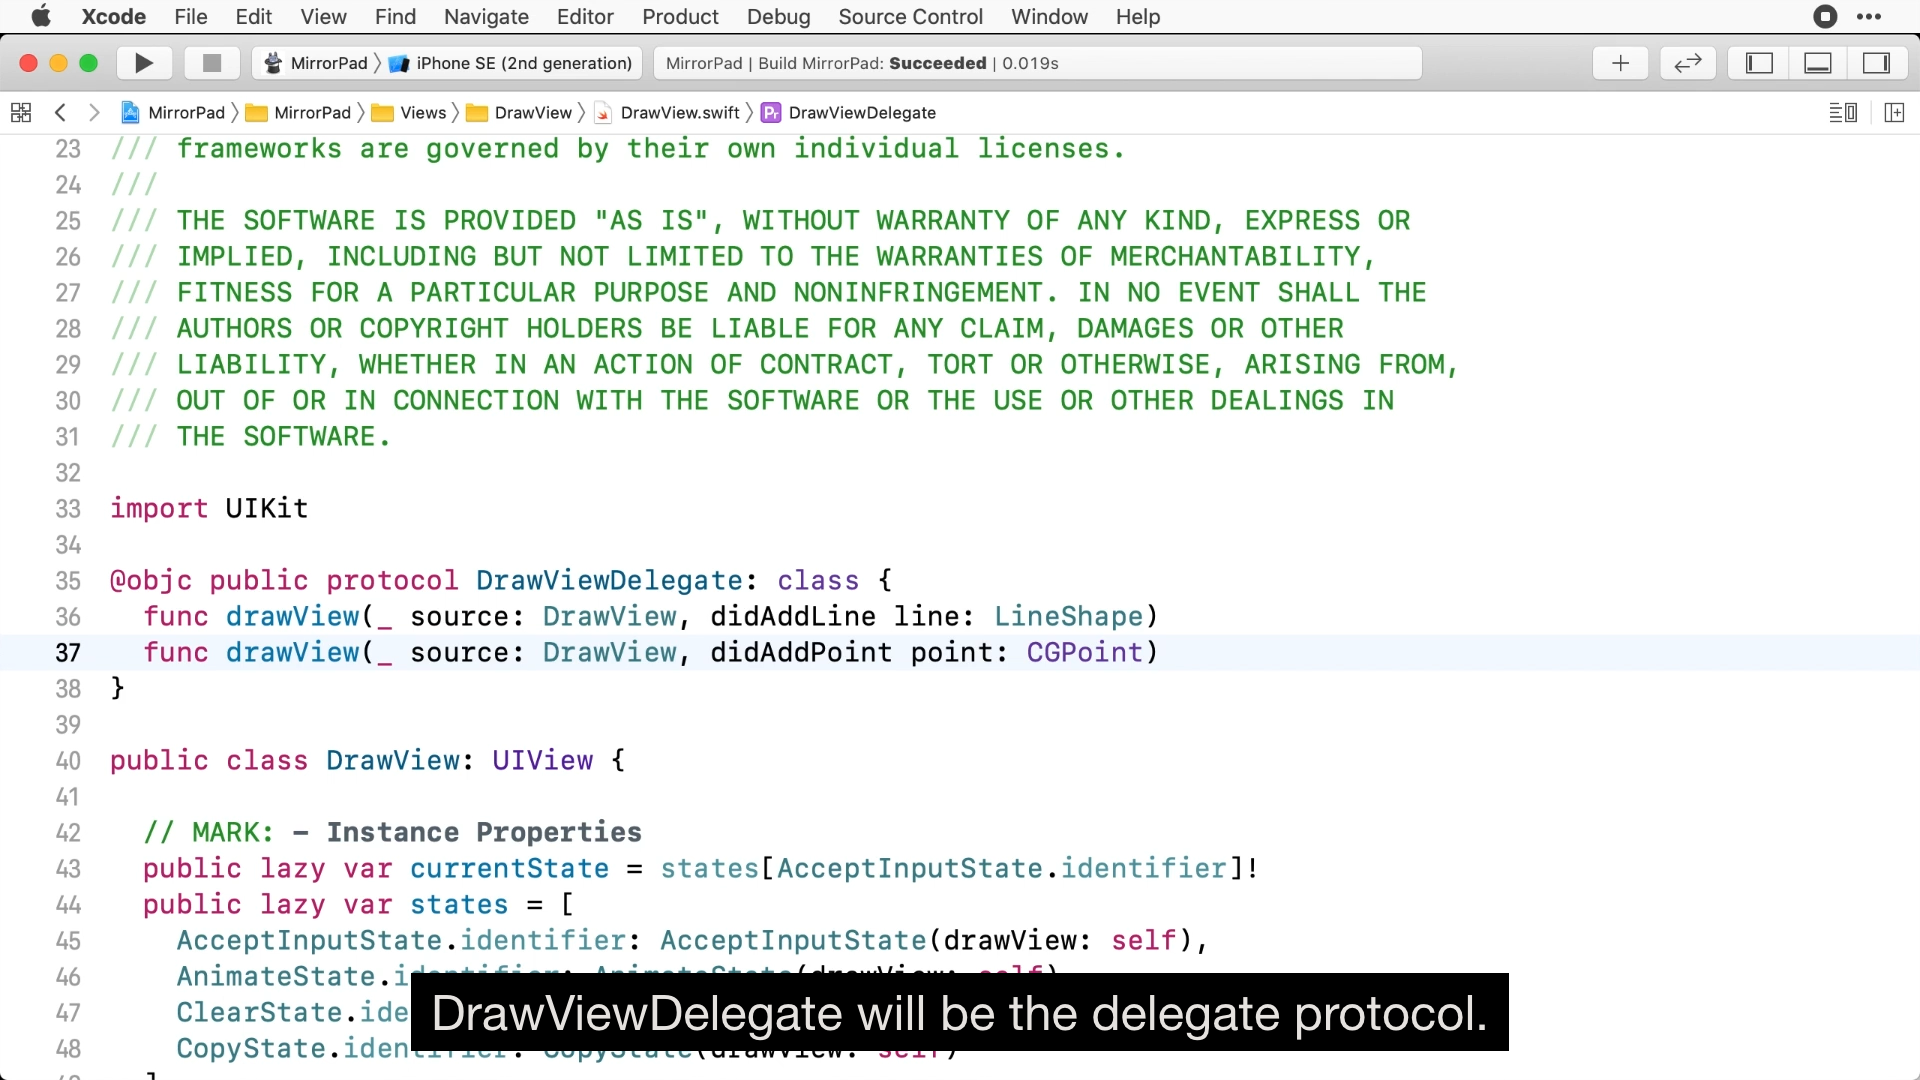 Xcode File Edit View Find Navigate Editor Product Debug Source Control Window Help
MirrorPad 〉 iPhone SE (2nd generation) MirrorPad | Build MirrorPad: Succeeded | 0.019s
MirrorPad 〉 MirrorPad 〉 Views 〉 DrawView 〉 DrawView.swift 〉 Pr DrawViewDelegate
23 /// frameworks are governed by their own individual licenses.
24 ///
25 /// THE SOFTWARE IS PROVIDED "AS IS", WITHOUT WARRANTY OF ANY KIND, EXPRESS OR
26 /// IMPLIED, INCLUDING BUT NOT LIMITED TO THE WARRANTIES OF MERCHANTABILITY,
27 /// FITNESS FOR A PARTICULAR PURPOSE AND NONINFRINGEMENT. IN NO EVENT SHALL THE
28 /// AUTHORS OR COPYRIGHT HOLDERS BE LIABLE FOR ANY CLAIM, DAMAGES OR OTHER
29 /// LIABILITY, WHETHER IN AN ACTION OF CONTRACT, TORT OR OTHERWISE, ARISING FROM,
30 /// OUT OF OR IN CONNECTION WITH THE SOFTWARE OR THE USE OR OTHER DEALINGS IN
31 /// THE SOFTWARE.
32
33 import UIKit
34
35 @objc public protocol DrawViewDelegate: class {
36 func drawView(_ source: DrawView, didAddLine line: LineShape)
37 func drawView(_ source: DrawView, didAddPoint point: CGPoint)
38 }
39
40 public class DrawView: UIView {
41
42 // MARK: - Instance Properties
43 public lazy var currentState = states[AcceptInputState.identifier]!
44 public lazy var states = [
45 AcceptInputState.identifier: AcceptInputState(drawView: self),
46 AnimateState.identifier: AnimateState(drawView: self)
47 ClearState.ide
48 CopyState.identifier: CopyState(drawView: self)
DrawViewDelegate will be the delegate protocol.